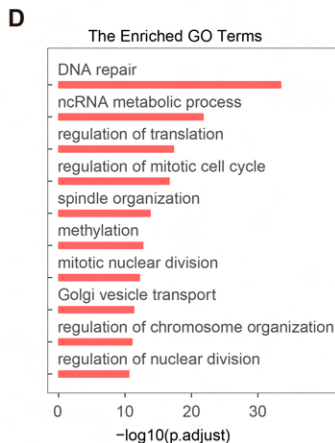 D
The Enriched GO Terms
DNA repair
ncRNA metabolic process
regulation of translation
regulation of mitotic cell cycle
spindle organization
methylation
mitotic nuclear division
Golgi vesicle transport
regulation of chromosome organization
regulation of nuclear division
0 10 20 30
−log10(p.adjust)